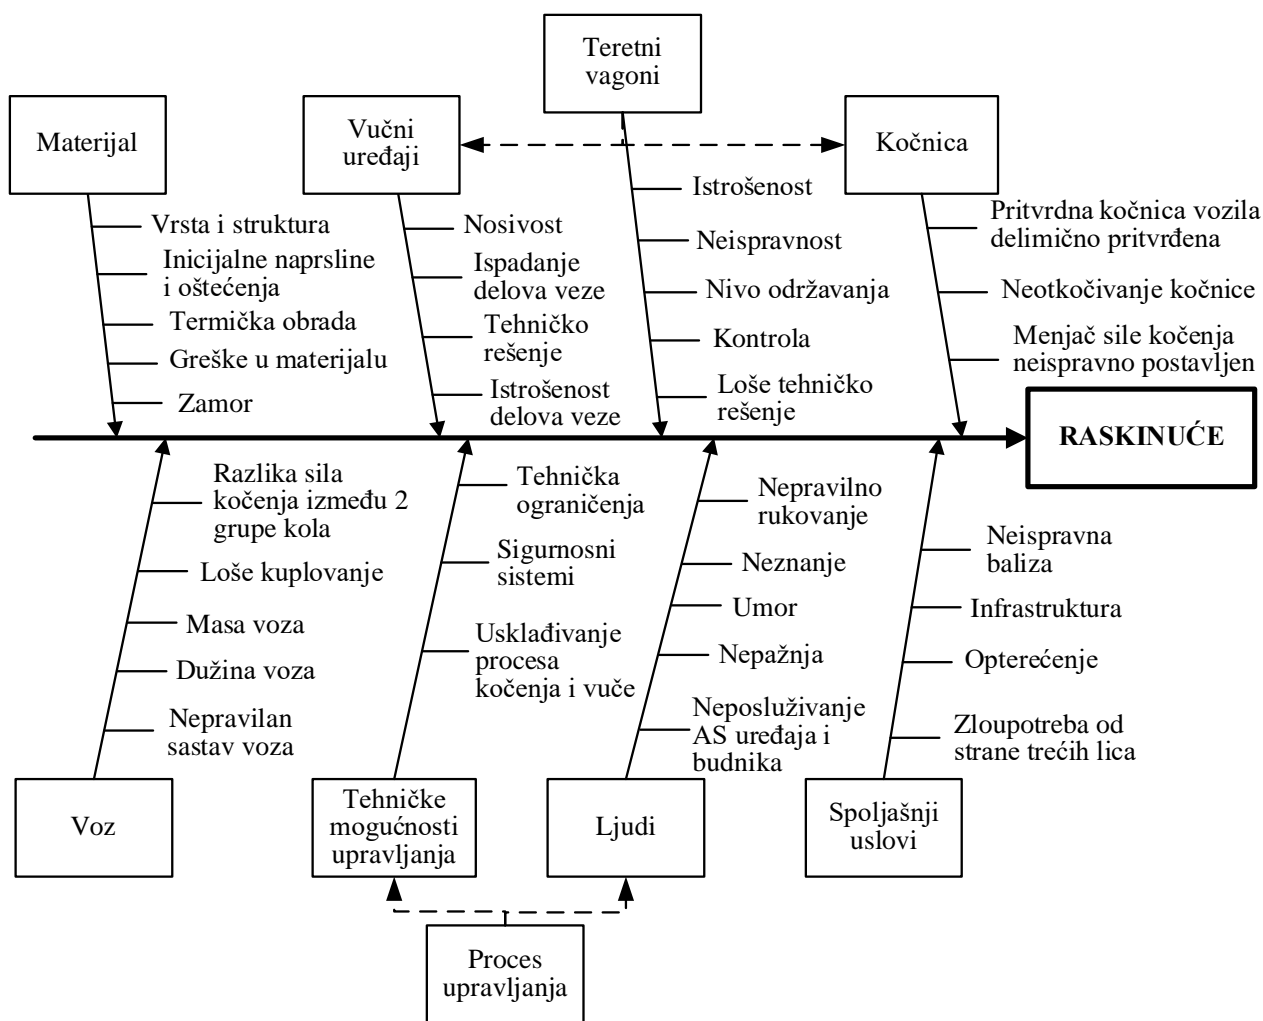 Teretni
vagoni
Materijal
Vučni
uređaji
Kočnica
Vrsta i struktura
Inicijalne naprsline
i oštećenja
Termička obrada
Greške u materijalu
Zamor
Nosivost
Ispadanje
delova veze
Tehničko
rešenje
Istrošenost
delova veze
Istrošenost
Neispravnost
Nivo održavanja
Kontrola
Loše tehničko
rešenje
Pritvrdna kočnica vozila
delimično pritvrđena
Neotkočivanje kočnice
Menjač sile kočenja
neispravno postavljen
RASKINUĆE
Razlika sila
kočenja između 2
grupe kola
Loše kuplovanje
Masa voza
Dužina voza
Nepravilan
sastav voza
Tehnička
ograničenja
Sigurnosni
sistemi
Usklađivanje
procesa
kočenja i vuče
Nepravilno
rukovanje
Neznanje
Umor
Nepažnja
Neposluživanje
AS uređaja i
budnika
Neispravna
baliza
Infrastruktura
Opterećenje
Zloupotreba od
strane trećih lica
Voz
Tehničke
mogućnosti
upravljanja
Ljudi
Spoljašnji
uslovi
Proces
upravljanja